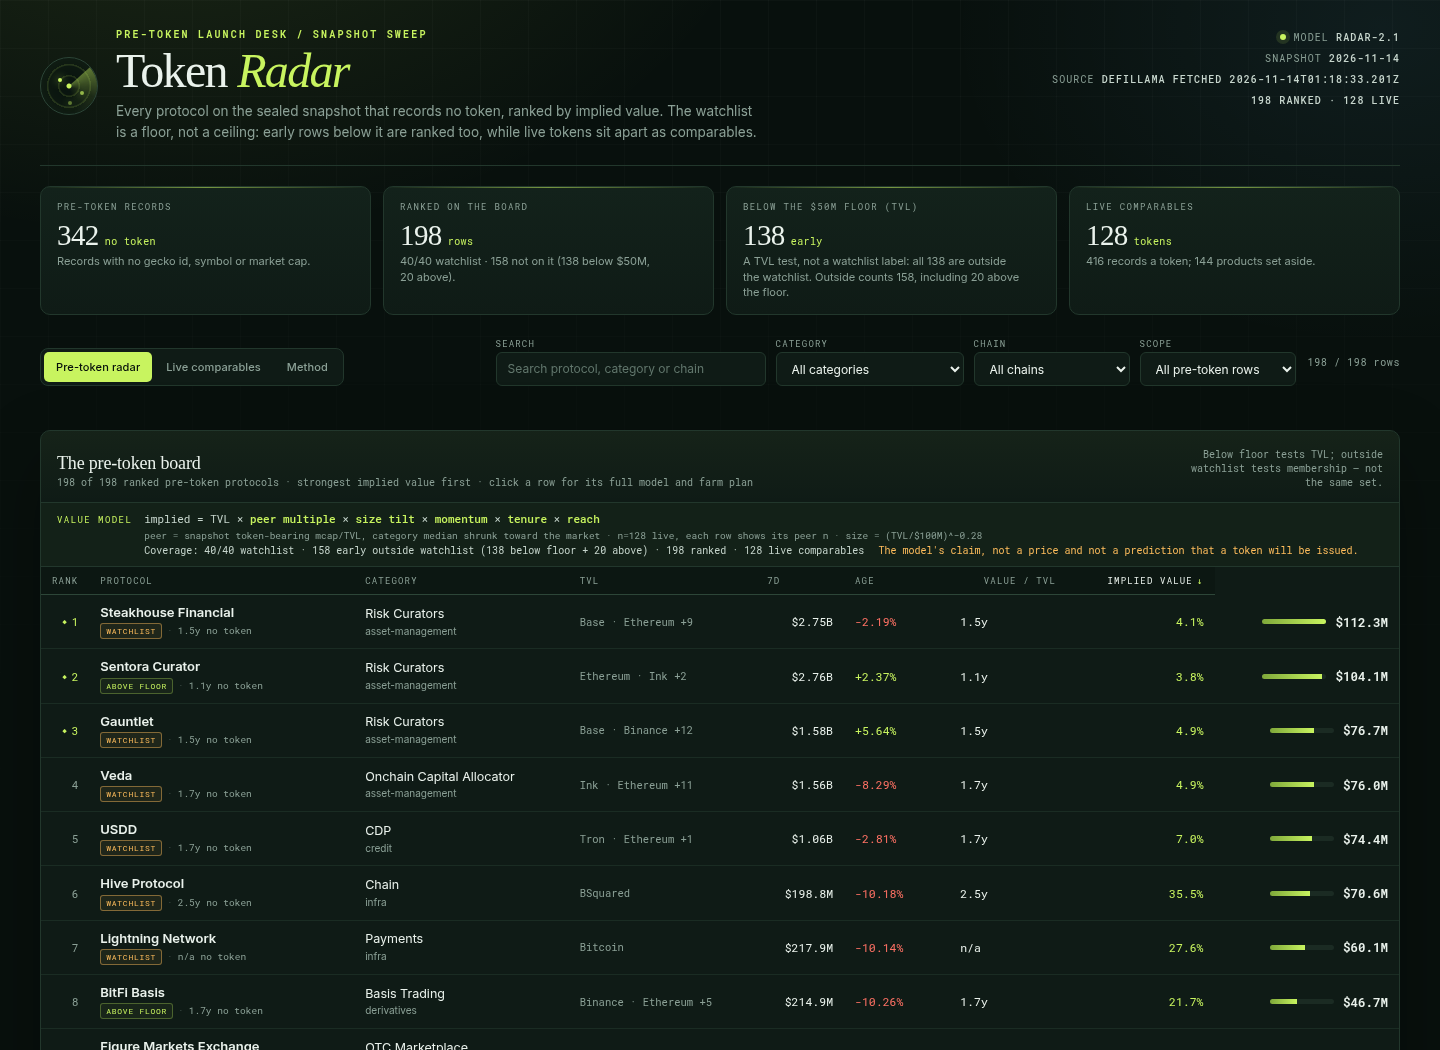 PRE-TOKEN LAUNCH DESK / SNAPSHOT SWEEP
Token Radar
Every protocol on the sealed snapshot that records no token, ranked by implied value. The watchlist
is a floor, not a ceiling: early rows below it are ranked too, while live tokens sit apart as comparables.
MODEL RADAR-2.1
SNAPSHOT 2026-11-14
SOURCE DEFILLAMA FETCHED 2026-11-14T01:18:33.201Z
198 RANKED · 128 LIVE
PRE-TOKEN RECORDS
342 no token
Records with no gecko id, symbol or market cap.
RANKED ON THE BOARD
198 rows
40/40 watchlist · 158 not on it (138 below $50M,
20 above).
BELOW THE $50M FLOOR (TVL)
138 early
A TVL test, not a watchlist label: all 138 are outside
the watchlist. Outside counts 158, including 20 above
the floor.
LIVE COMPARABLES
128 tokens
416 records a token; 144 products set aside.
Pre-token radar Live comparables Method
SEARCH
Search protocol, category or chain
CATEGORY
All categories
CHAIN
All chains
SCOPE
All pre-token rows
198 / 198 rows
The pre-token board
198 of 198 ranked pre-token protocols · strongest implied value first · click a row for its full model and farm plan
Below floor tests TVL; outside
watchlist tests membership — not
the same set.
VALUE MODEL implied = TVL × peer multiple × size tilt × momentum × tenure × reach
peer = snapshot token-bearing mcap/TVL, category median shrunk toward the market · n=128 live, each row shows its peer n · size = (TVL/$100M)^-0.28
Coverage: 40/40 watchlist · 158 early outside watchlist (138 below floor + 20 above) · 198 ranked · 128 live comparables The model's claim, not a price and not a prediction that a token will be issued.
RANK PROTOCOL CATEGORY TVL 7D AGE VALUE / TVL IMPLIED VALUE ↓
◆ 1 Steakhouse Financial Risk Curators Base · Ethereum +9 $2.75B -2.19% 1.5y 4.1% $112.3M
WATCHLIST · 1.5y no token asset-management
◆ 2 Sentora Curator Risk Curators Ethereum · Ink +2 $2.76B +2.37% 1.1y 3.8% $104.1M
ABOVE FLOOR · 1.1y no token asset-management
◆ 3 Gauntlet Risk Curators Base · Binance +12 $1.58B +5.64% 1.5y 4.9% $76.7M
WATCHLIST · 1.5y no token asset-management
4 Veda Onchain Capital Allocator Ink · Ethereum +11 $1.56B -8.29% 1.7y 4.9% $76.0M
WATCHLIST · 1.7y no token asset-management
5 USDD CDP Tron · Ethereum +1 $1.06B -2.81% 1.7y 7.0% $74.4M
WATCHLIST · 1.7y no token credit
6 Hive Protocol Chain BSquared $198.8M -10.18% 2.5y 35.5% $70.6M
WATCHLIST · 2.5y no token infra
7 Lightning Network Payments Bitcoin $217.9M -10.14% n/a 27.6% $60.1M
WATCHLIST · n/a no token infra
8 BitFi Basis Basis Trading Binance · Ethereum +5 $214.9M -10.26% 1.7y 21.7% $46.7M
ABOVE FLOOR · 1.7y no token derivatives
Figure Markets Exchange OTC Marketplace